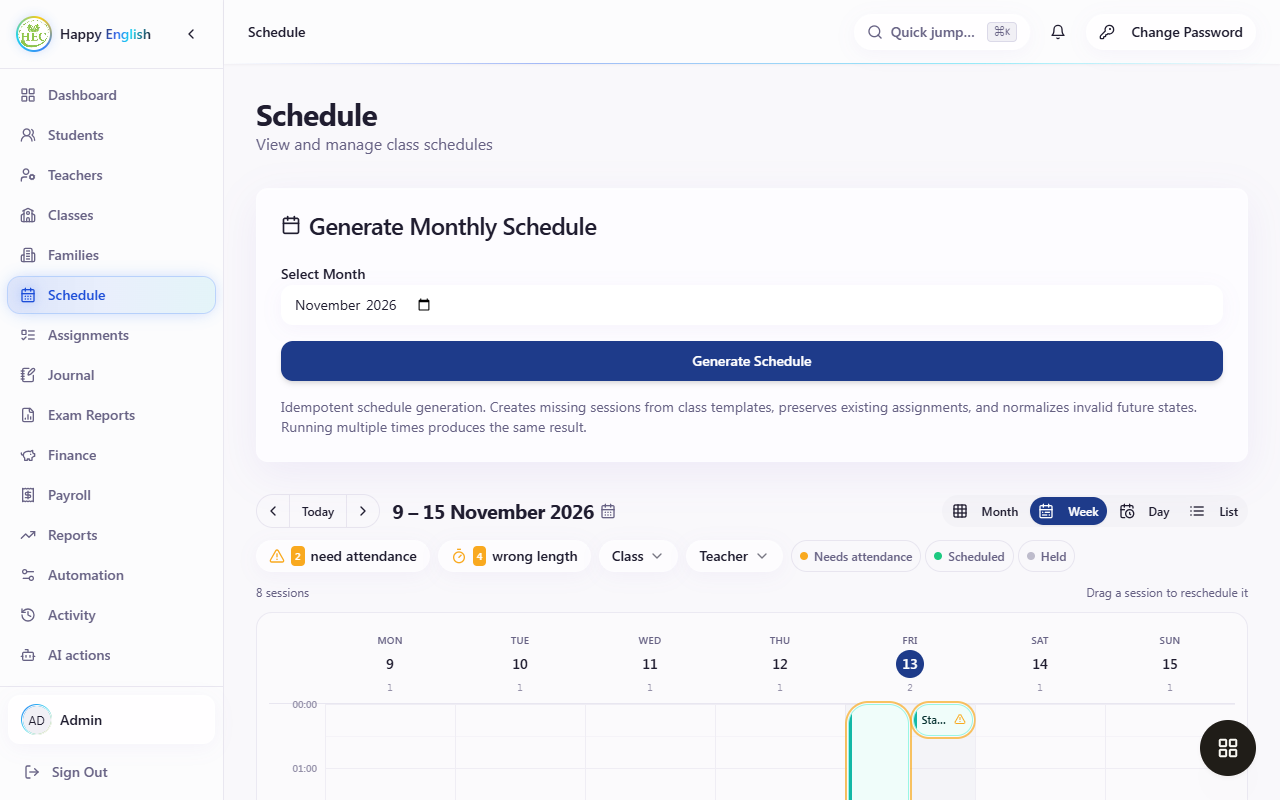 HEC
Happy English
Schedule
Quick jump...
⌘K
Change Password
Dashboard
Students
Teachers
Classes
Families
Schedule
Assignments
Journal
Exam Reports
Finance
Payroll
Reports
Automation
Activity
AI actions
AD
Admin
Sign Out
Schedule
View and manage class schedules
Generate Monthly Schedule
Select Month
November 2026
Generate Schedule
Idempotent schedule generation. Creates missing sessions from class templates, preserves existing assignments, and normalizes invalid future states.
Running multiple times produces the same result.
Today
9 – 15 November 2026
Month
Week
Day
List
2 need attendance
4 wrong length
Class
Teacher
Needs attendance
Scheduled
Held
8 sessions
Drag a session to reschedule it
MON TUE WED THU FRI SAT SUN
9 10 11 12 13 14 15
1 1 1 1 2 1 1
00:00
Sta...
01:00